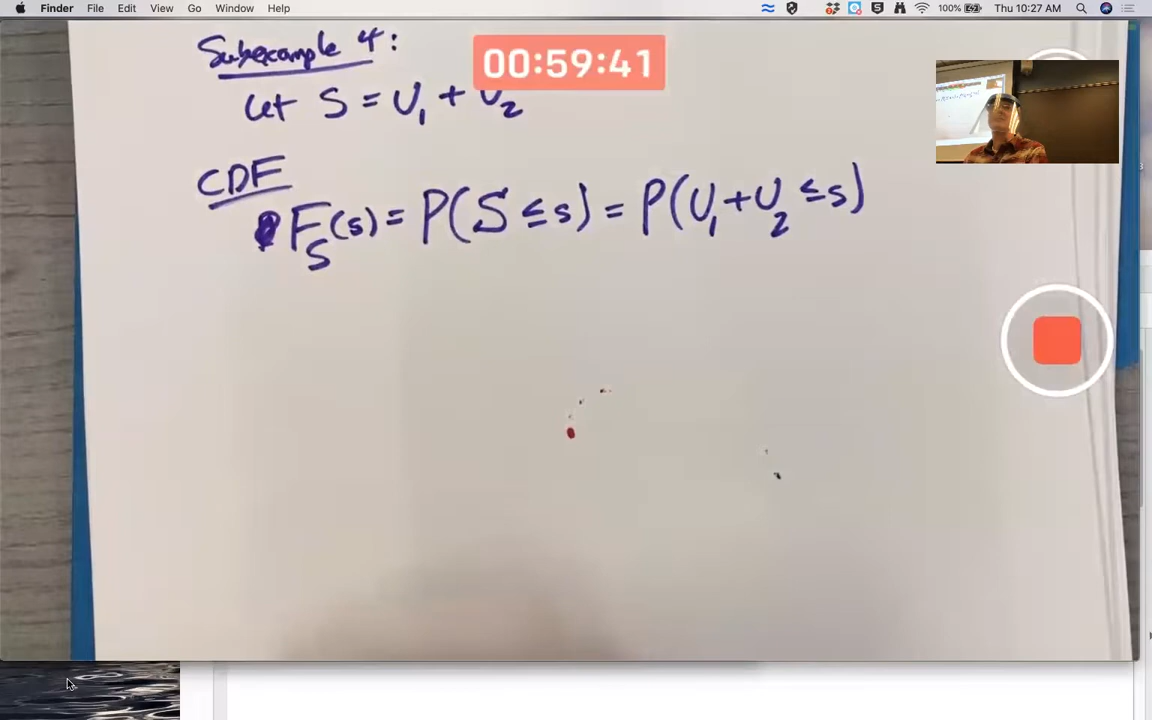 Finder File Edit View Go Window Help 100% Thu 10:27 AM
Subexample 4:
00:59:41
Let S = U₁ + U₂
CDF
F_S(s) = P(S ≤ s) = P(U₁+U₂ ≤ s)